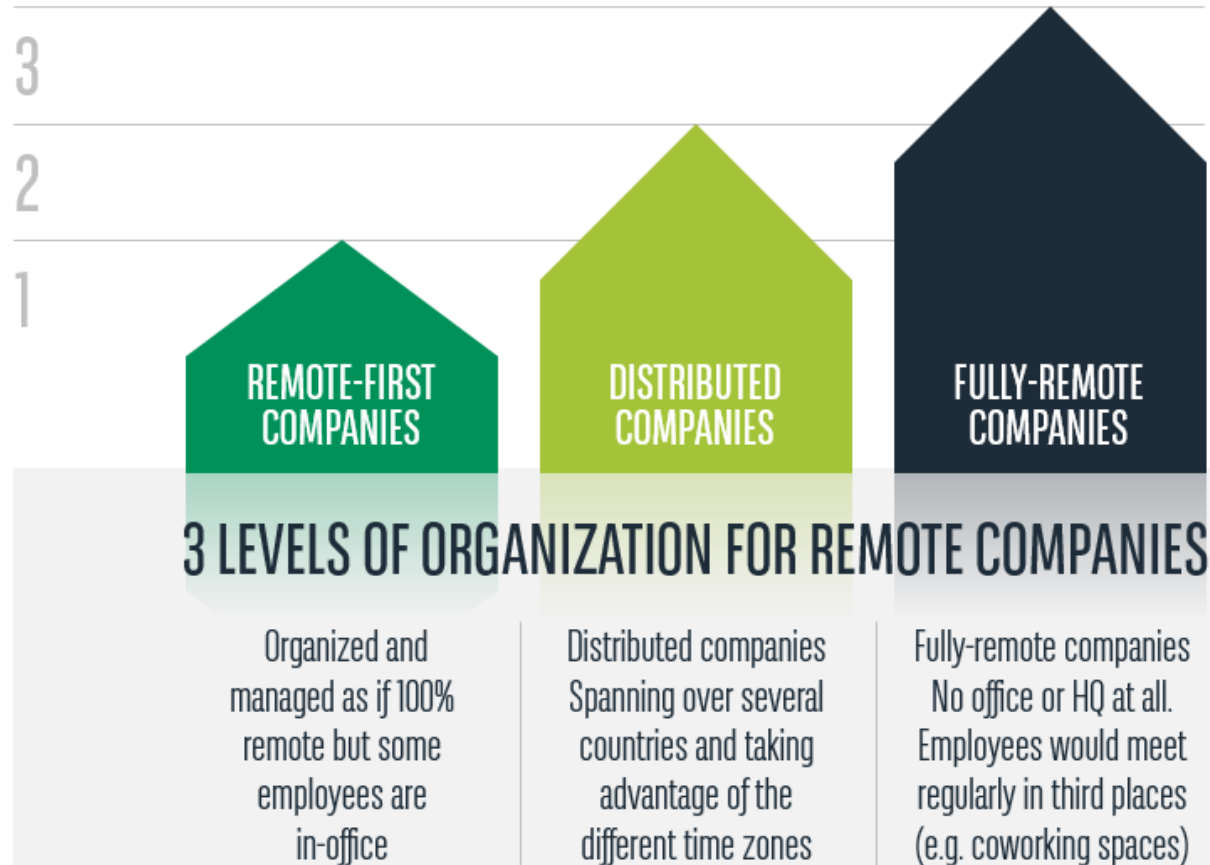 3
2
1
REMOTE-FIRST
COMPANIES
DISTRIBUTED
COMPANIES
FULLY-REMOTE
COMPANIES
3 LEVELS OF ORGANIZATION FOR REMOTE COMPANIES
Organized and
managed as if 100%
remote but some
employees are
in-office
Distributed companies
Spanning over several
countries and taking
advantage of the
different time zones
Fully-remote companies
No office or HQ at all.
Employees would meet
regularly in third places
(e.g. coworking spaces)